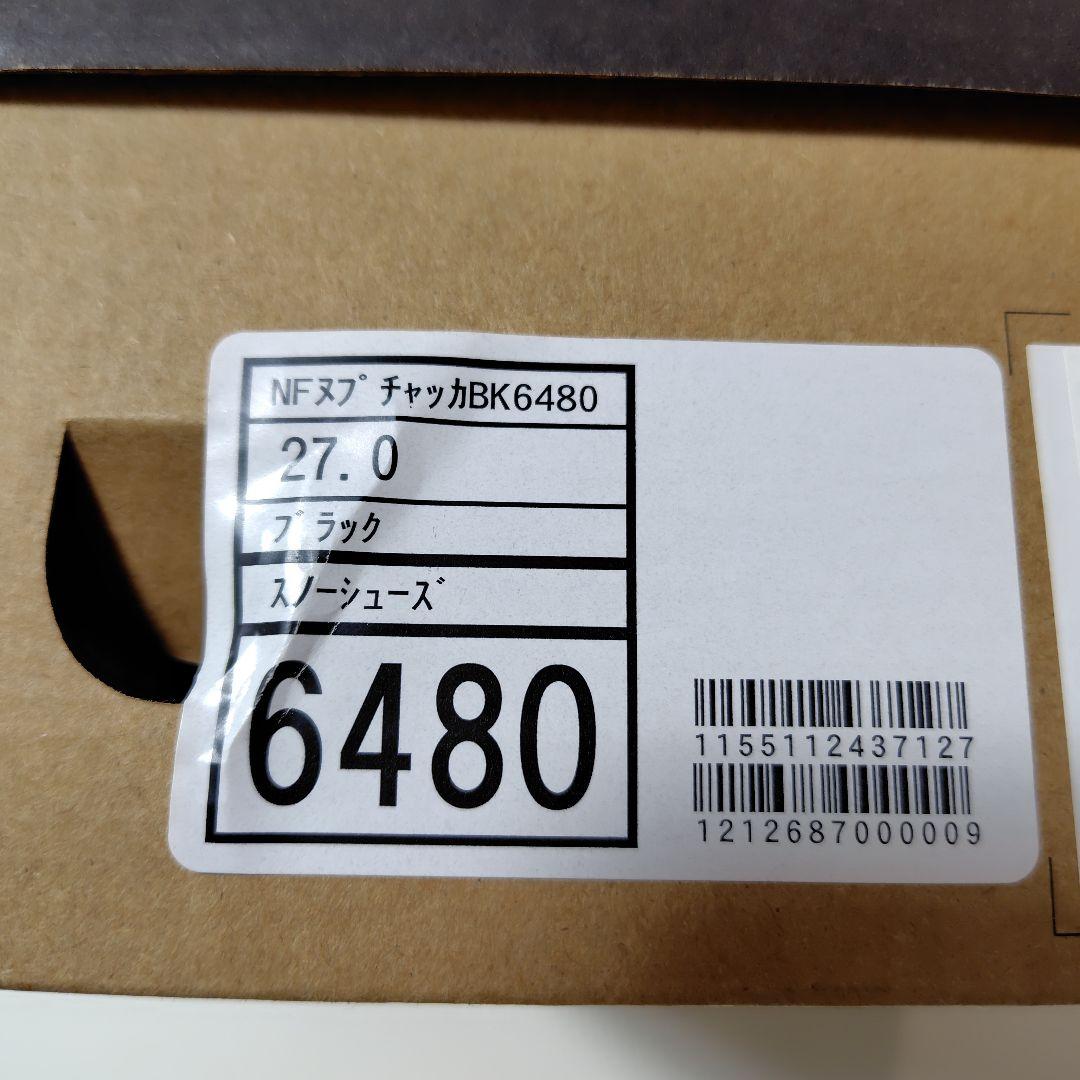 NFﾇﾌﾟﾁｬｯｶBK6480
27.0
ﾌﾞﾗｯｸ
ｽﾉｰｼｭｰｽﾞ
6480
1155112437127
1212687000009